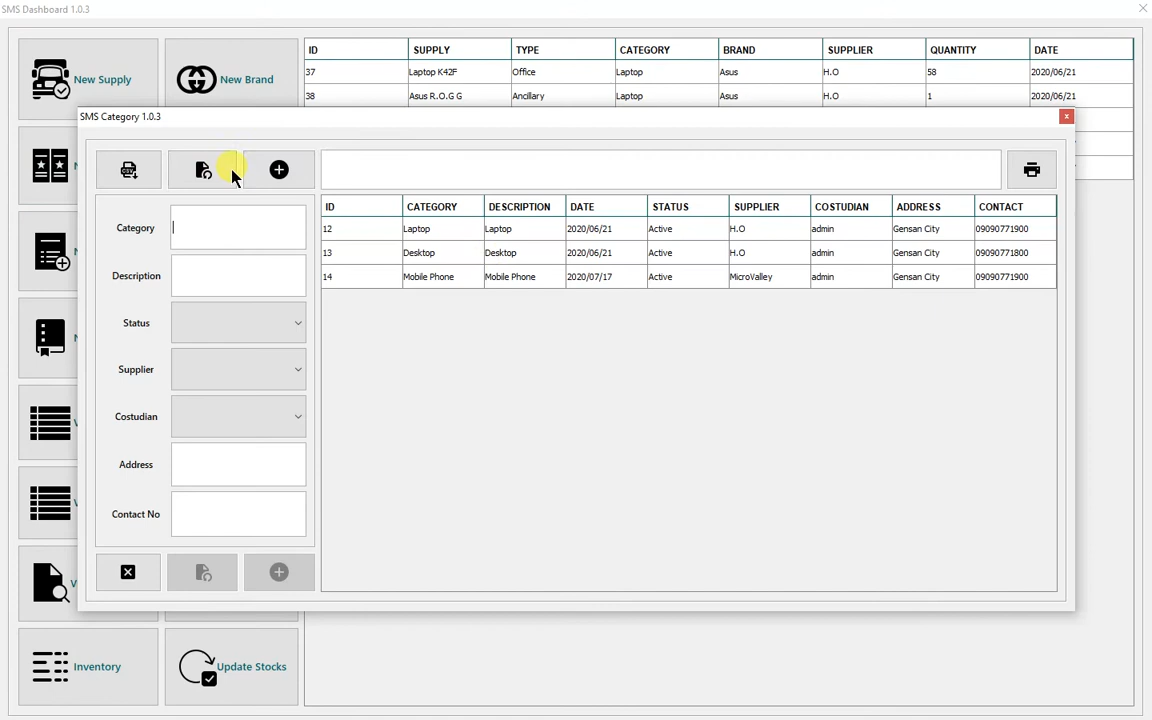 SMS Dashboard 1.0.3
New Supply
New Brand
ID SUPPLY TYPE CATEGORY BRAND SUPPLIER QUANTITY DATE
37 Laptop K42F Office Laptop Asus H.O 58 2020/06/21
38 Asus R.O.G G Ancillary Laptop Asus H.O 1 2020/06/21
SMS Category 1.0.3
ID CATEGORY DESCRIPTION DATE STATUS SUPPLIER COSTUDIAN ADDRESS CONTACT
12 Laptop Laptop 2020/06/21 Active H.O admin Gensan City 09090771900
13 Desktop Desktop 2020/06/21 Active H.O admin Gensan City 09090771800
14 Mobile Phone Mobile Phone 2020/07/17 Active MicroValley admin Gensan City 09090771900
Category
Description
Status
Supplier
Costudian
Address
Contact No
Inventory
Update Stocks